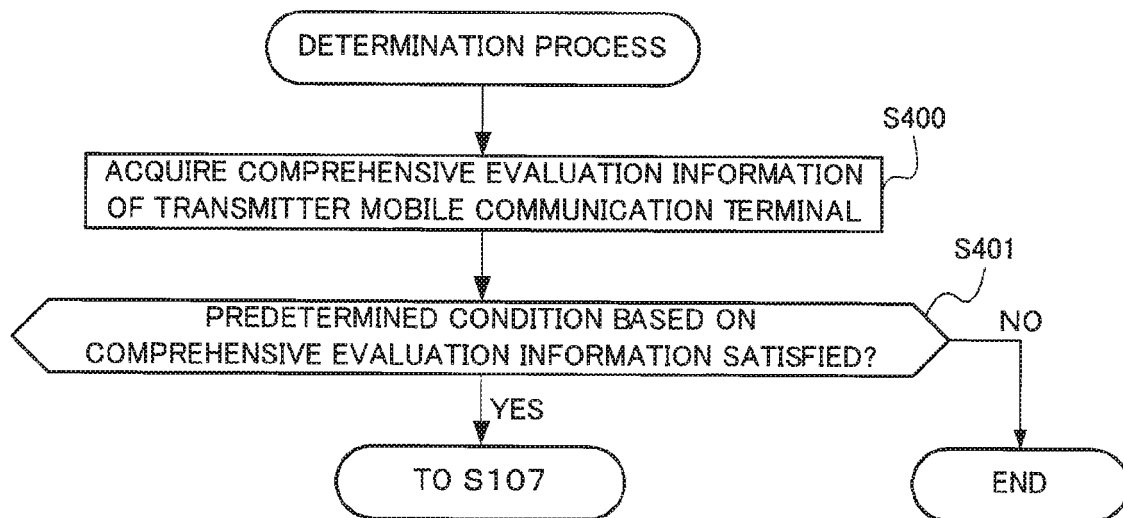 DETERMINATION PROCESS
S400
ACQUIRE COMPREHENSIVE EVALUATION INFORMATION
OF TRANSMITTER MOBILE COMMUNICATION TERMINAL
S401
PREDETERMINED CONDITION BASED ON
COMPREHENSIVE EVALUATION INFORMATION SATISFIED?
NO
YES
TO S107
END